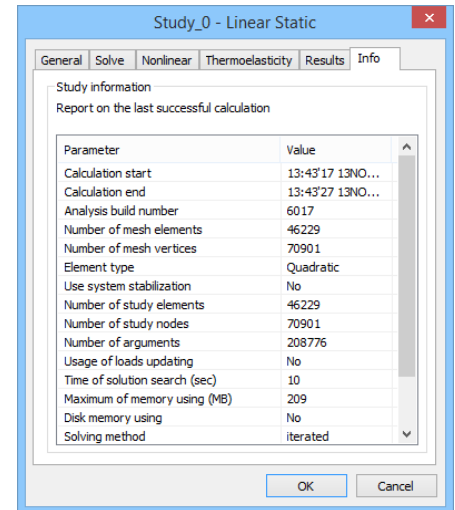 Study_0 - Linear Static
General Solve Nonlinear Thermoelasticity Results Info
Study information
Report on the last successful calculation
Parameter Value
Calculation start 13:43'17 13NO...
Calculation end 13:43'27 13NO...
Analysis build number 6017
Number of mesh elements 46229
Number of mesh vertices 70901
Element type Quadratic
Use system stabilization No
Number of study elements 46229
Number of study nodes 70901
Number of arguments 208776
Usage of loads updating No
Time of solution search (sec) 10
Maximum of memory using (MB) 209
Disk memory using No
Solving method iterated
OK Cancel